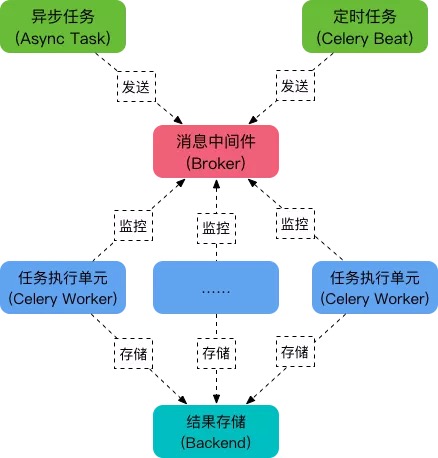 异步任务
(Async Task)
定时任务
(Celery Beat)
发送
发送
消息中间件
(Broker)
监控
监控
监控
任务执行单元
(Celery Worker)
……
任务执行单元
(Celery Worker)
存储
存储
存储
结果存储
(Backend)